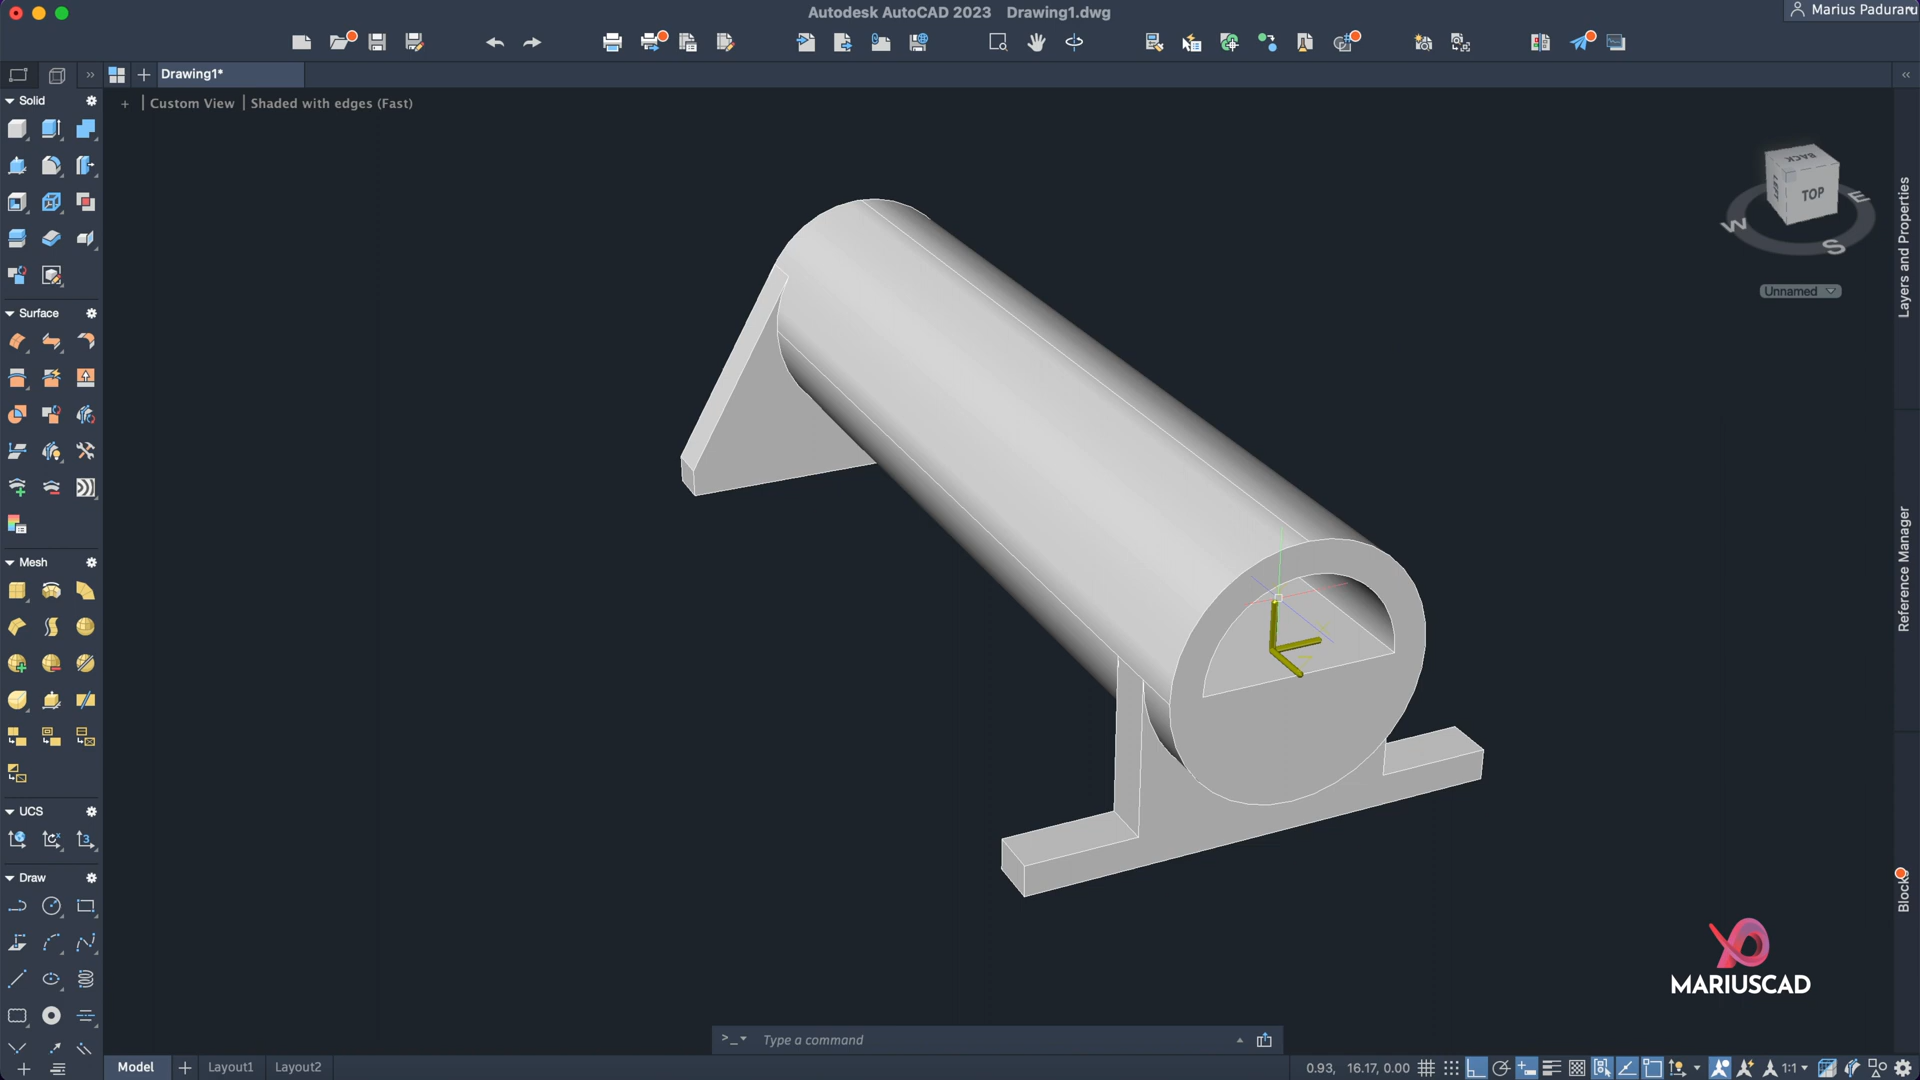 Autodesk AutoCAD 2023 Drawing1.dwg
Marius Paduraru
Drawing1*
Solid
+ | Custom View | Shaded with edges (Fast)
BACK
LEFT
TOP
W
E
S
Unnamed
Layers and Properties
Surface
Reference Manager
Mesh
UCS
Draw
Blocks
MARIUSCAD
>_ Type a command
Model
Layout1
Layout2
0.93, 16.17, 0.00
1:1